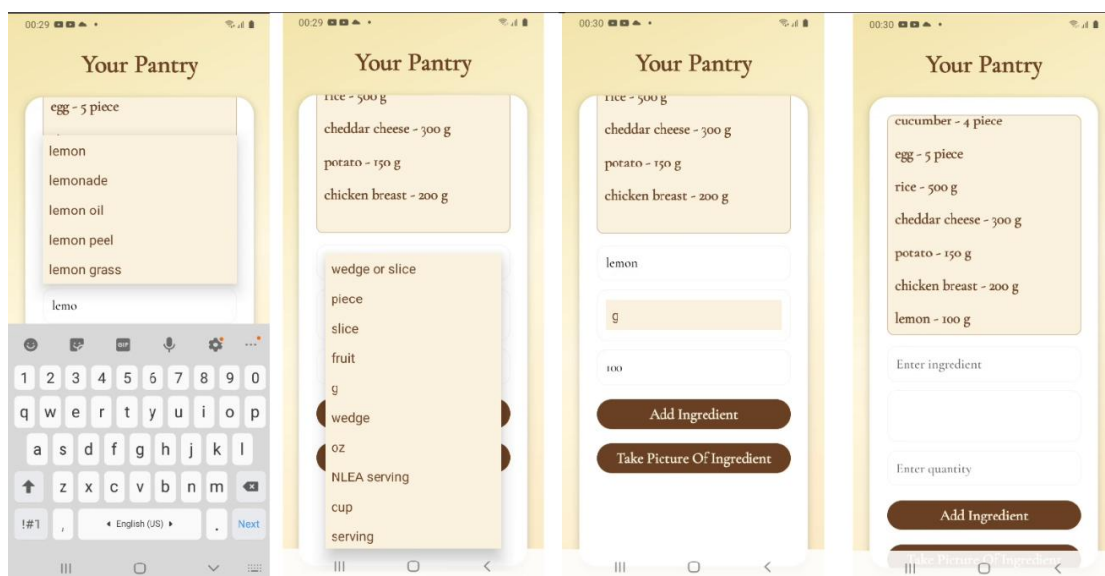 00:29
Your Pantry
egg - 5 piece
lemon
lemonade
lemon oil
lemon peel
lemon grass
lemo
GIF
1 2 3 4 5 6 7 8 9 0
q w e r t y u i o p
a s d f g h j k l
z x c v b n m
!#1 , English (US) . Next
00:29
Your Pantry
rice - 500 g
cheddar cheese - 300 g
potato - 150 g
chicken breast - 200 g
wedge or slice
piece
slice
fruit
g
wedge
oz
NLEA serving
cup
serving
00:30
Your Pantry
rice - 500 g
cheddar cheese - 300 g
potato - 150 g
chicken breast - 200 g
lemon
g
100
Add Ingredient
Take Picture Of Ingredient
00:30
Your Pantry
cucumber - 4 piece
egg - 5 piece
rice - 500 g
cheddar cheese - 300 g
potato - 150 g
chicken breast - 200 g
lemon - 100 g
Enter ingredient
Enter quantity
Add Ingredient
Take Picture Of Ingredient